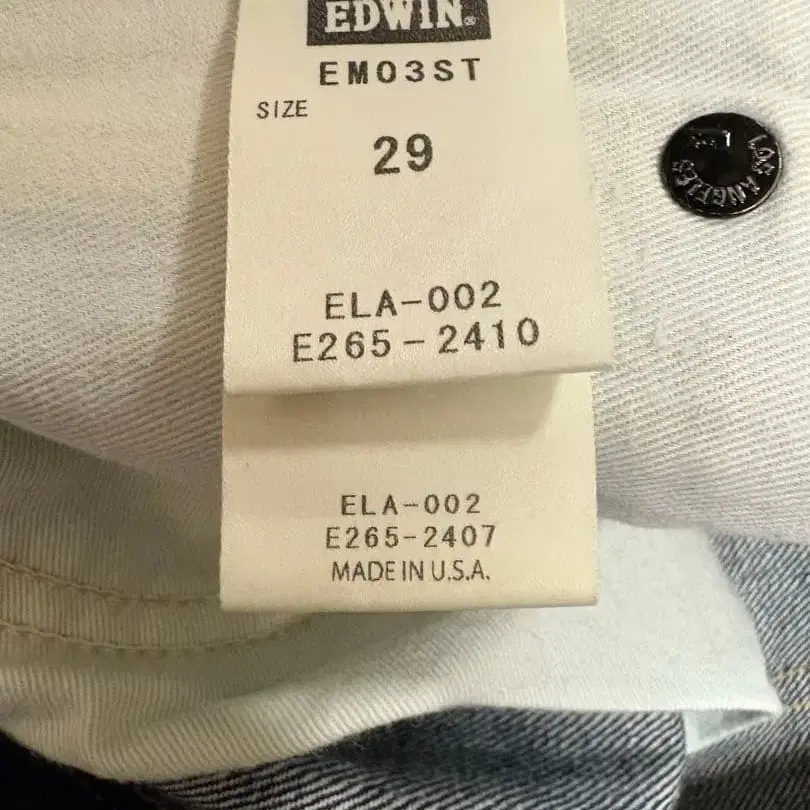 EDWIN®
EM03ST
SIZE
29
ELA-002
E265-2410
ELA-002
E265-2407
MADE IN U.S.A.
LOS ANGELES